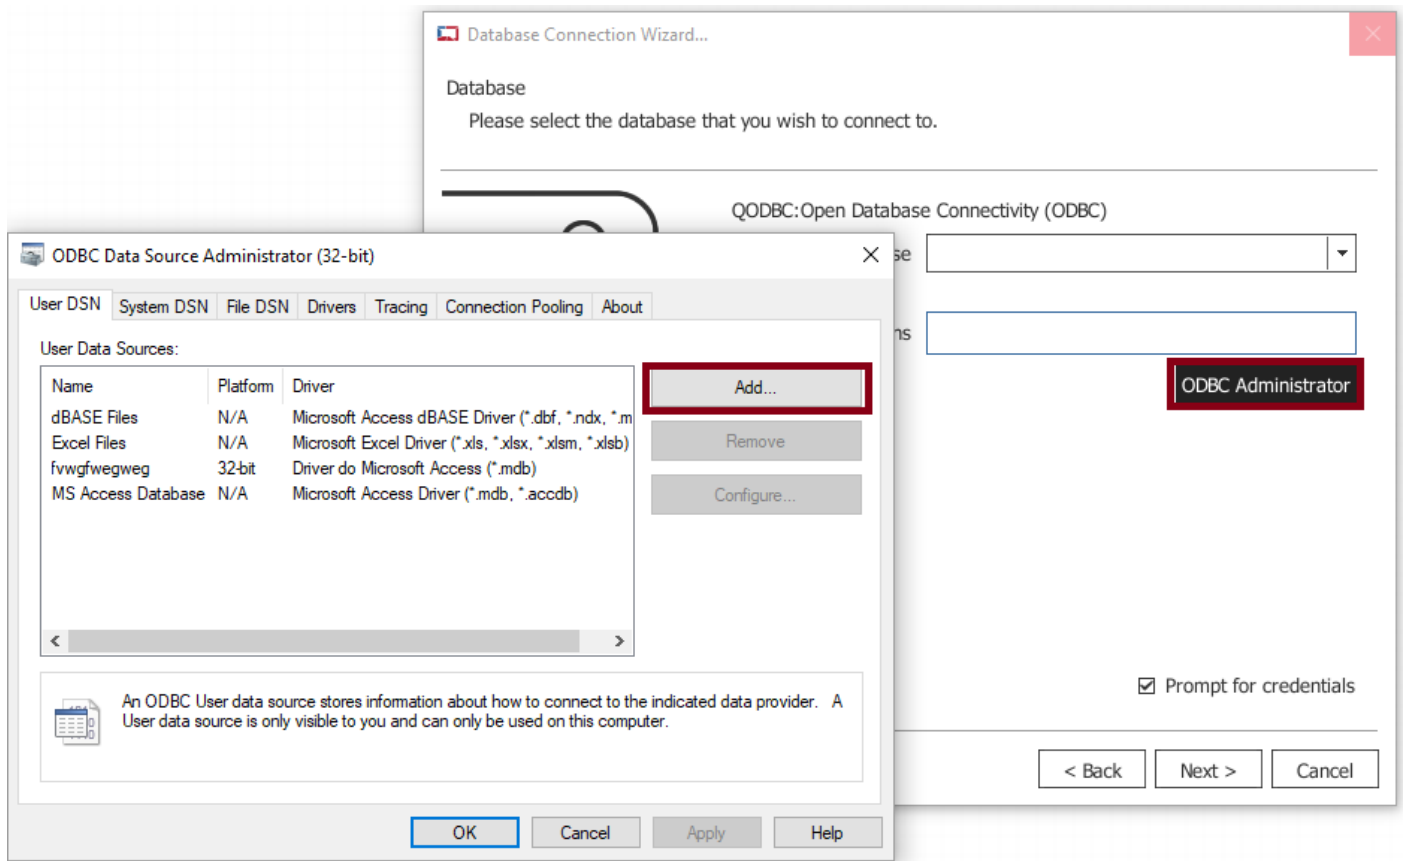 Database Connection Wizard...
Database
Please select the database that you wish to connect to.
QODBC:Open Database Connectivity (ODBC)
se
ns
ODBC Administrator
Prompt for credentials
< Back Next > Cancel
ODBC Data Source Administrator (32-bit)
User DSN System DSN File DSN Drivers Tracing Connection Pooling About
User Data Sources:
Name Platform Driver
dBASE Files N/A Microsoft Access dBASE Driver (*.dbf, *.ndx, *.m
Excel Files N/A Microsoft Excel Driver (*.xls, *.xlsx, *.xlsm, *.xlsb)
fvwgfwegweg 32-bit Driver do Microsoft Access (*.mdb)
MS Access Database N/A Microsoft Access Driver (*.mdb, *.accdb)
Add...
Remove
Configure...
An ODBC User data source stores information about how to connect to the indicated data provider. A
User data source is only visible to you and can only be used on this computer.
OK Cancel Apply Help